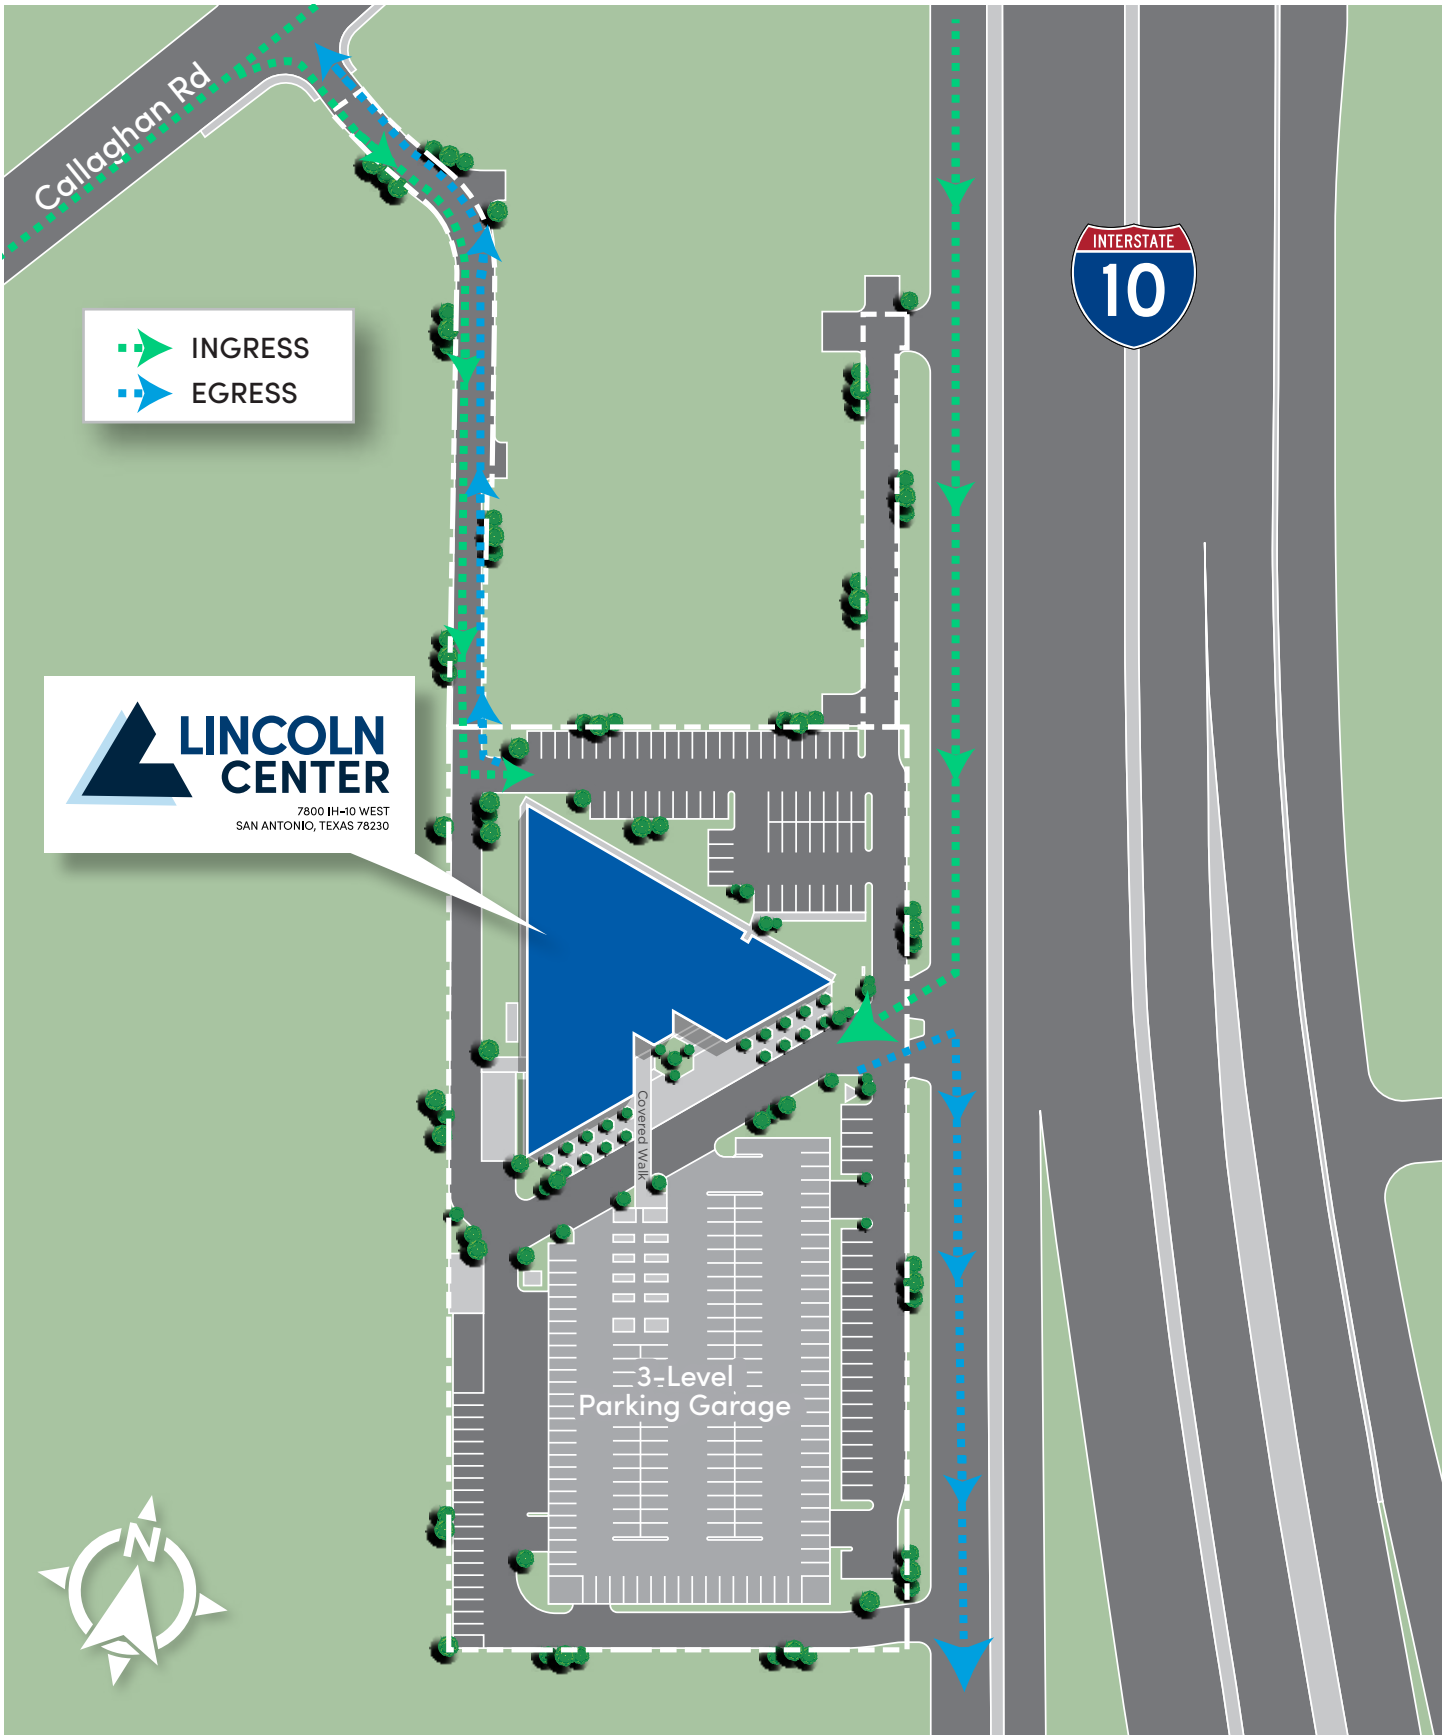 Callaghan Rd
INTERSTATE
10
INGRESS
EGRESS
LINCOLN
CENTER
7800 IH-10 WEST
SAN ANTONIO, TEXAS 78230
Covered Walk
3-Level
Parking Garage
N